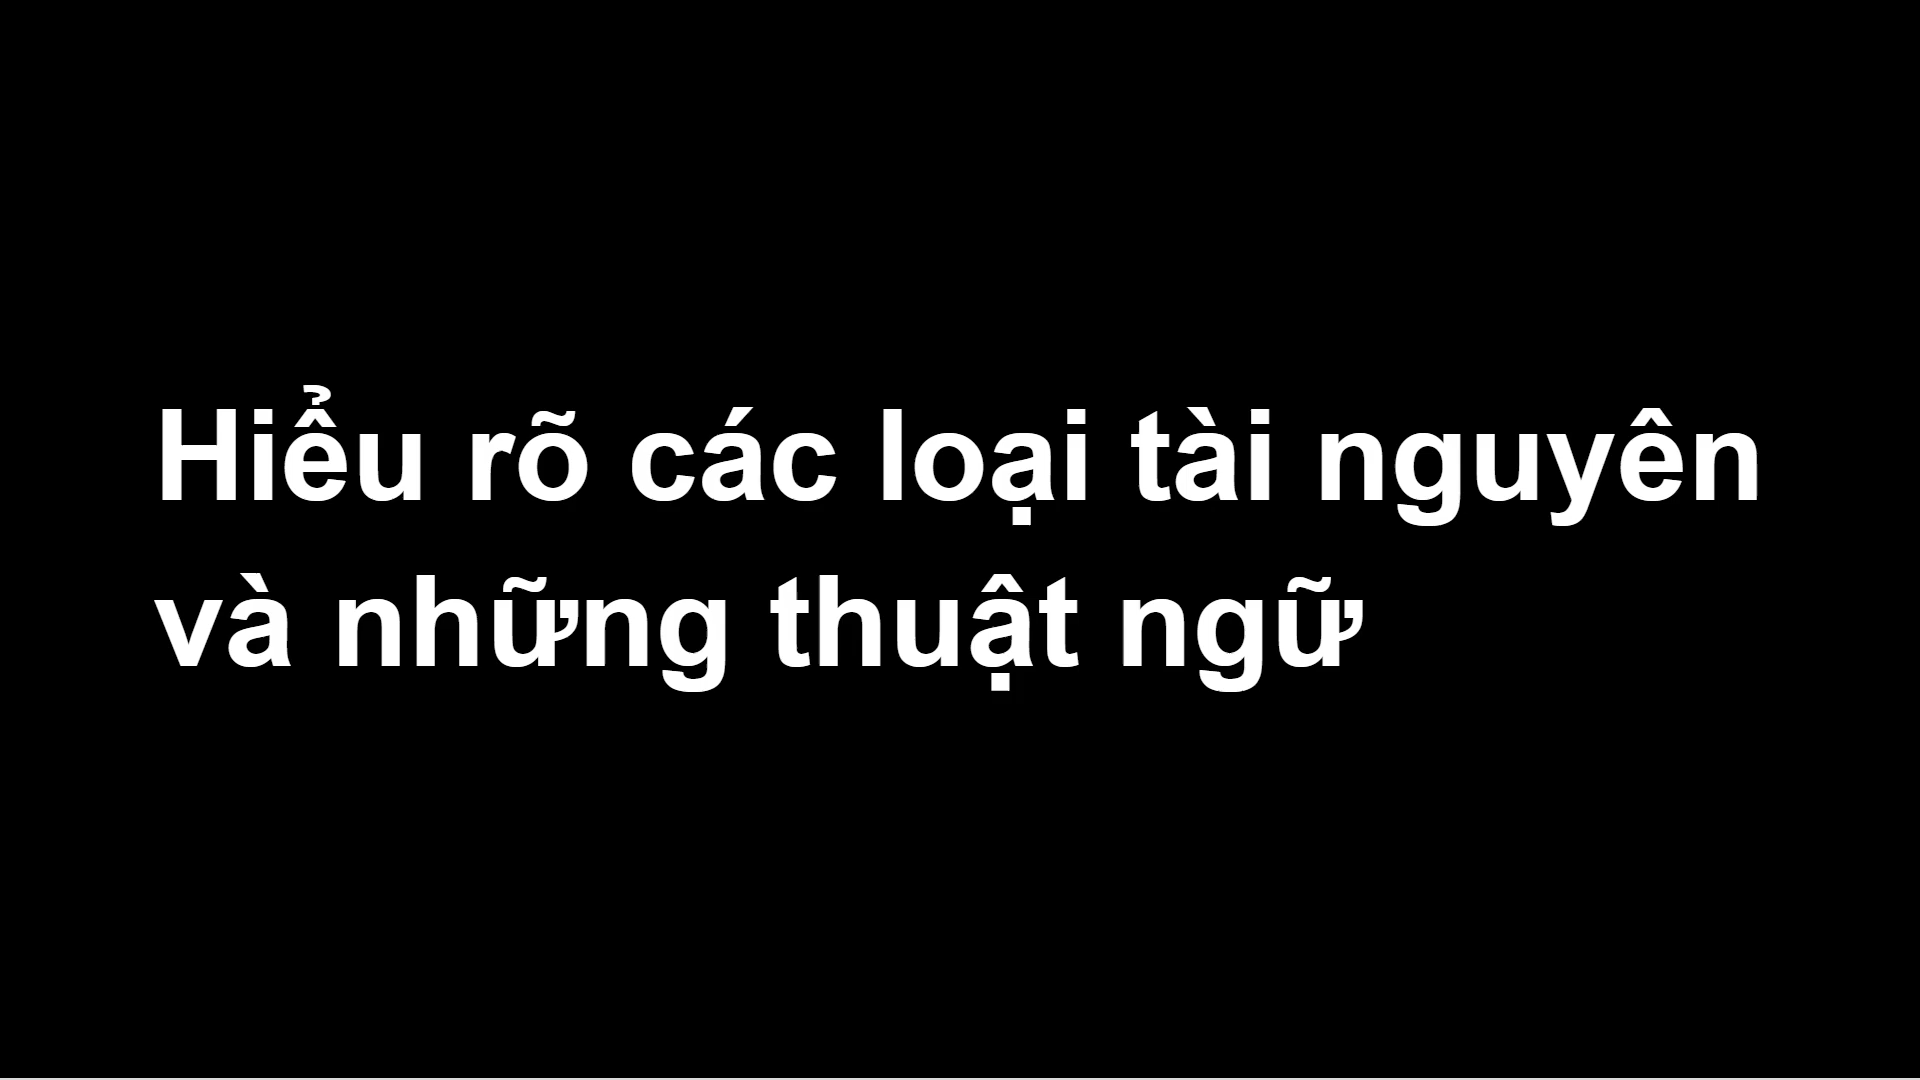 Hiểu rõ các loại tài nguyên
và những thuật ngữ